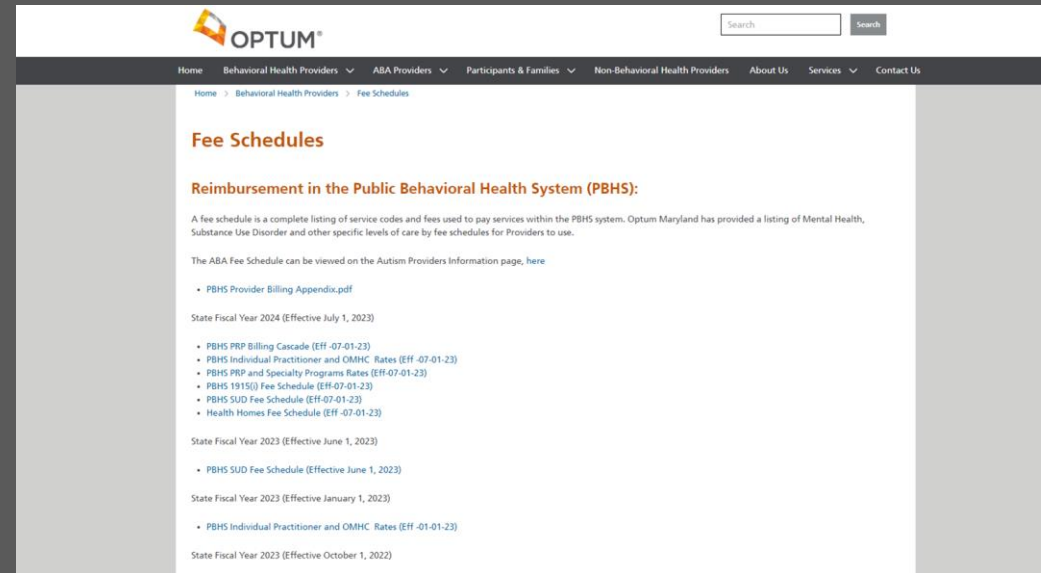 OPTUM®
Search
Search
Home Behavioral Health Providers ABA Providers Participants & Families Non-Behavioral Health Providers About Us Services Contact Us
Home > Behavioral Health Providers > Fee Schedules
Fee Schedules
Reimbursement in the Public Behavioral Health System (PBHS):
A fee schedule is a complete listing of service codes and fees used to pay services within the PBHS system. Optum Maryland has provided a listing of Mental Health,
Substance Use Disorder and other specific levels of care by fee schedules for Providers to use.
The ABA Fee Schedule can be viewed on the Autism Providers Information page, here
• PBHS Provider Billing Appendix.pdf
State Fiscal Year 2024 (Effective July 1, 2023)
• PBHS PRP Billing Cascade (Eff -07-01-23)
• PBHS Individual Practitioner and OMHC Rates (Eff -07-01-23)
• PBHS PRP and Specialty Programs Rates (Eff-07-01-23)
• PBHS 1915(i) Fee Schedule (Eff-07-01-23)
• PBHS SUD Fee Schedule (Eff-07-01-23)
• Health Homes Fee Schedule (Eff -07-01-23)
State Fiscal Year 2023 (Effective June 1, 2023)
• PBHS SUD Fee Schedule (Effective June 1, 2023)
State Fiscal Year 2023 (Effective January 1, 2023)
• PBHS Individual Practitioner and OMHC Rates (Eff -01-01-23)
State Fiscal Year 2023 (Effective October 1, 2022)